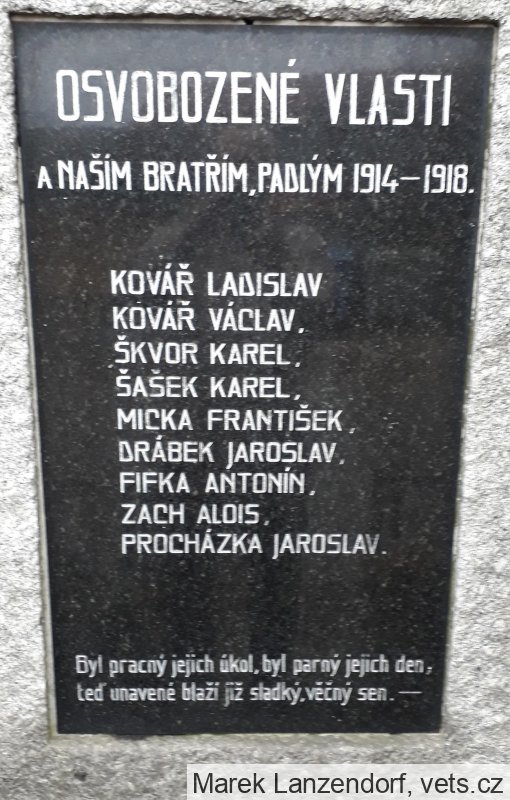 OSVOBOZENÉ VLASTI
A NAŠÍM BRATŘÍM, PADLÝM 1914–1918.
KOVÁŘ LADISLAV
KOVÁŘ VÁCLAV,
ŠKVOR KAREL,
ŠAŠEK KAREL,
MICKA FRANTIŠEK,
DRÁBEK JAROSLAV,
FIFKA ANTONÍN,
ZACH ALOIS,
PROCHÁZKA JAROSLAV.
Byl pracný jejich úkol, byl parný jejich den,
teď unavené blaží již sladký, věčný sen. —
Marek Lanzendorf, vets.cz